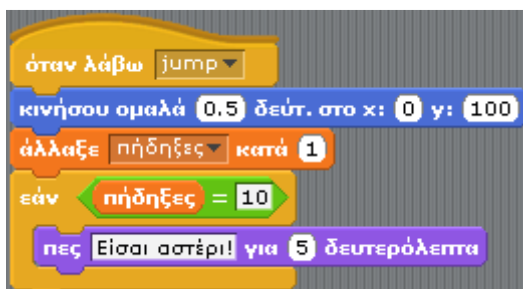 όταν λάβω jump
κινήσου ομαλά 0.5 δεύτ. στο x: 0 y: 100
άλλαξε πήδηξες κατά 1
εάν πήδηξες = 10
πες Είσαι αστέρι! για 5 δευτερόλεπτα